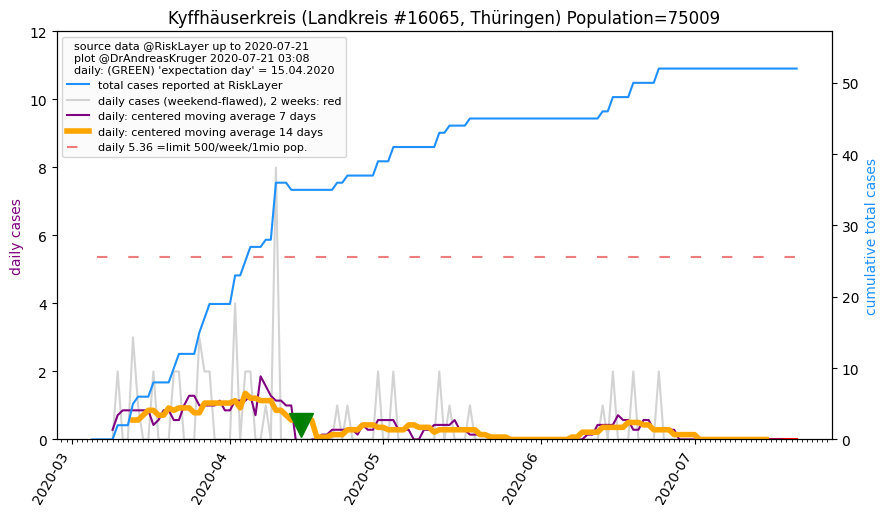 Kyffhäuserkreis (Landkreis #16065, Thüringen) Population=75009
source data @RiskLayer up to 2020-07-21
plot @DrAndreasKruger 2020-07-21 03:08
daily: (GREEN) 'expectation day' = 15.04.2020
total cases reported at RiskLayer
daily cases (weekend-flawed), 2 weeks: red
daily: centered moving average 7 days
daily: centered moving average 14 days
daily 5.36 =limit 500/week/1mio pop.
daily cases
12
10
8
6
4
2
0
cumulative total cases
50
40
30
20
10
0
2020-03
2020-04
2020-05
2020-06
2020-07